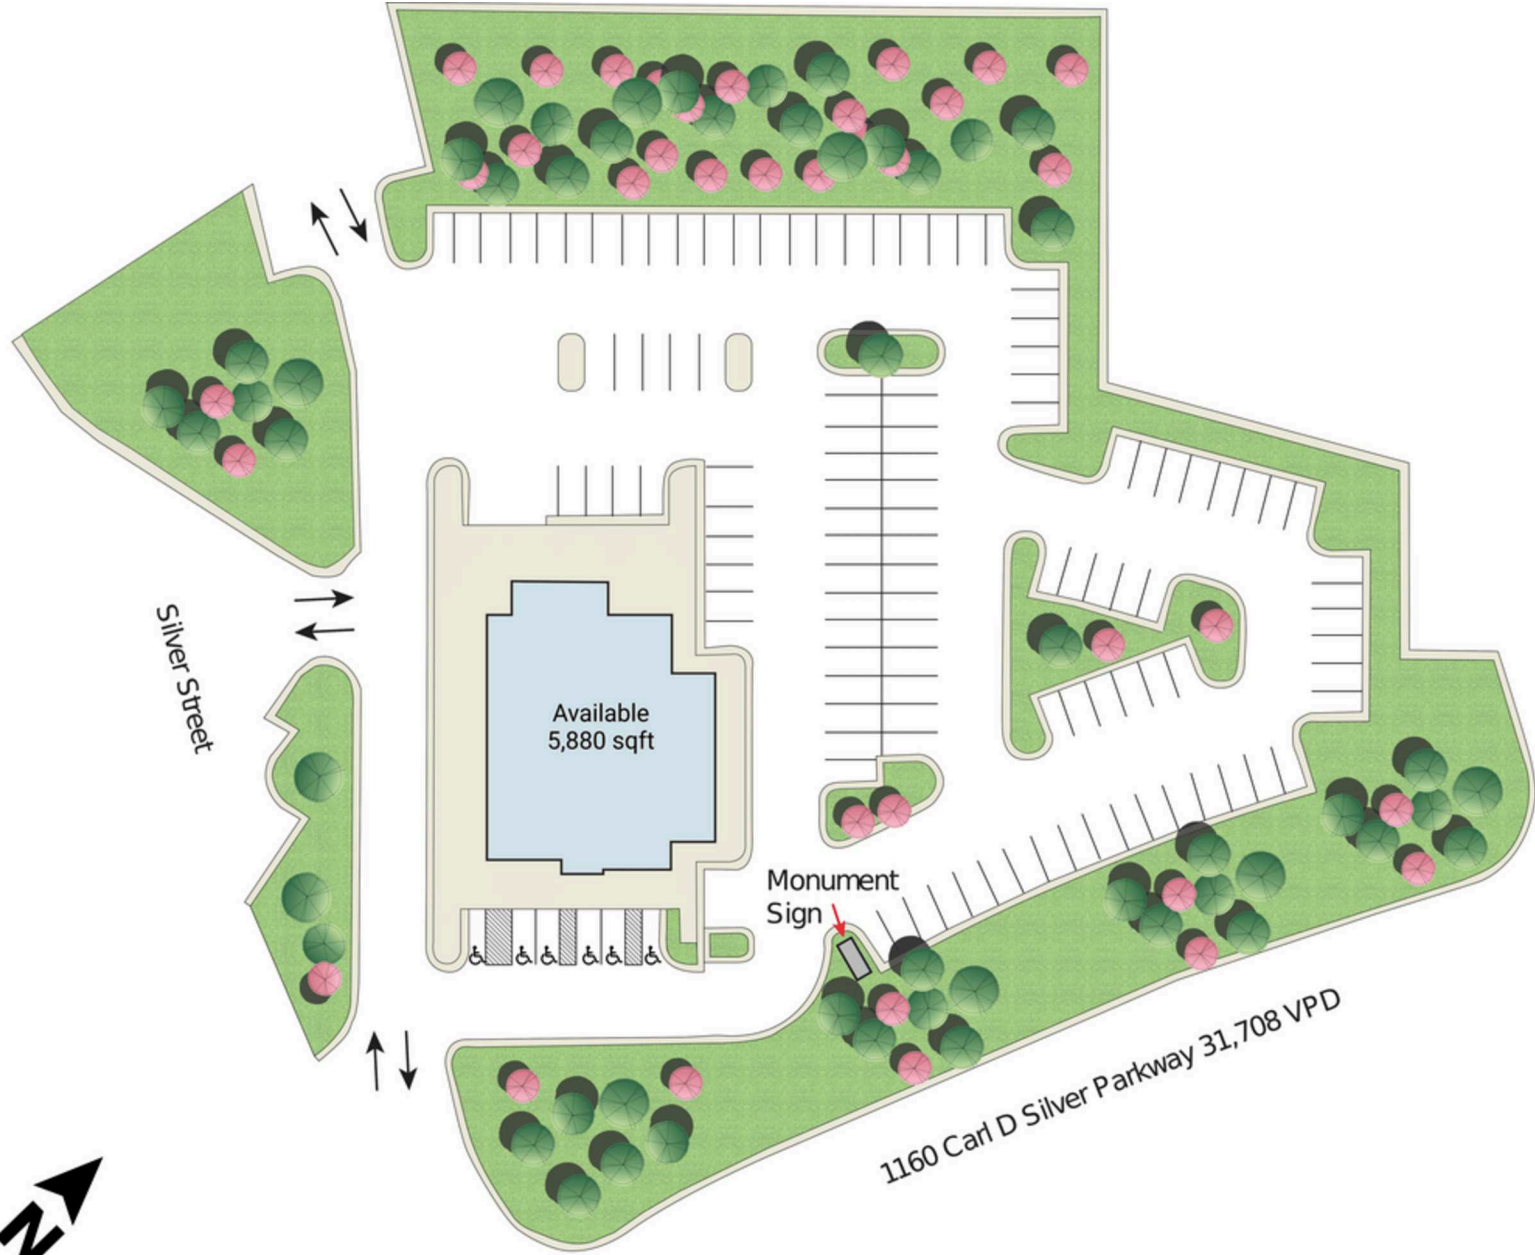 Silver Street
Available
5,880 sqft
Monument
Sign
1160 Carl D Silver Parkway 31,708 VPD
N